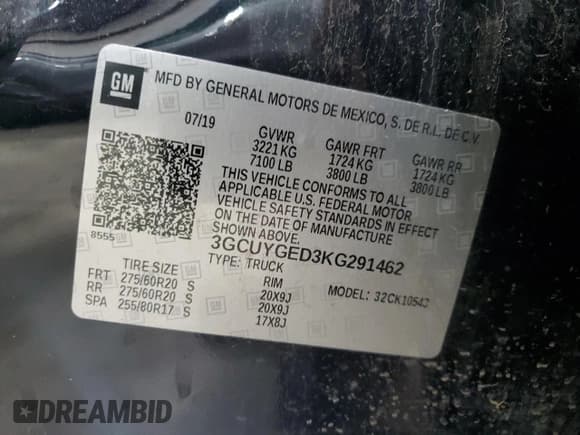 GM
MFD BY GENERAL MOTORS DE MEXICO, S. DE R.L. DE C.V.
07/19
GVWR GAWR FRT GAWR RR
3221 KG 1724 KG 1724 KG
7100 LB 3800 LB 3800 LB
THIS VEHICLE CONFORMS TO ALL
APPLICABLE U.S. FEDERAL MOTOR
VEHICLE SAFETY STANDARDS IN EFFECT
ON THE DATE OF MANUFACTURE
SHOWN ABOVE.
8555
3GCUYGED3KG291462
TYPE: TRUCK
MODEL: 32CK10543
TIRE SIZE RIM
FRT 275/60R20 S 20X9J
RR 275/60R20 S 20X9J
SPA 255/80R17 S 17X8J
DREAMBID